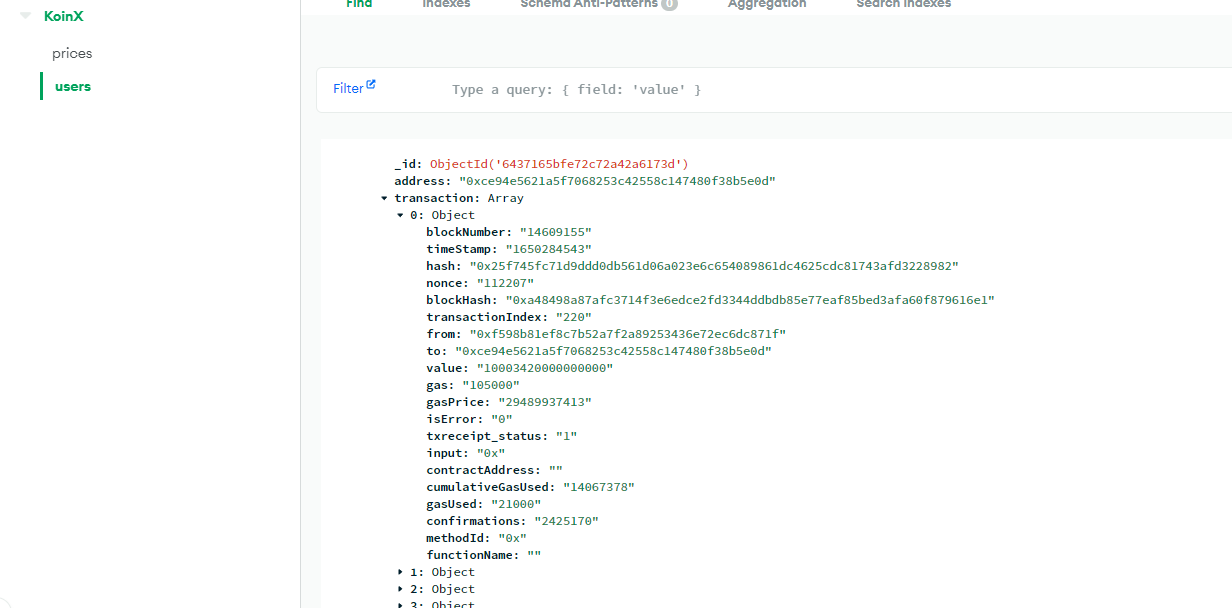 KoinX
prices
users
Find Indexes Schema Anti-Patterns 0 Aggregation Search Indexes
Filter Type a query: { field: 'value' }
_id: ObjectId('6437165bfe72c72a42a6173d')
address: "0xce94e5621a5f7068253c42558c147480f38b5e0d"
transaction: Array
0: Object
blockNumber: "14609155"
timeStamp: "1650284543"
hash: "0x25f745fc71d9ddd0db561d06a023e6c654089861dc4625cdc81743afd3228982"
nonce: "112207"
blockHash: "0xa48498a87afc3714f3e6edce2fd3344ddbdb85e77eaf85bed3afa60f879616e1"
transactionIndex: "220"
from: "0xf598b81ef8c7b52a7f2a89253436e72ec6dc871f"
to: "0xce94e5621a5f7068253c42558c147480f38b5e0d"
value: "10003420000000000"
gas: "105000"
gasPrice: "29489937413"
isError: "0"
txreceipt_status: "1"
input: "0x"
contractAddress: ""
cumulativeGasUsed: "14067378"
gasUsed: "21000"
confirmations: "2425170"
methodId: "0x"
functionName: ""
1: Object
2: Object
3: Object